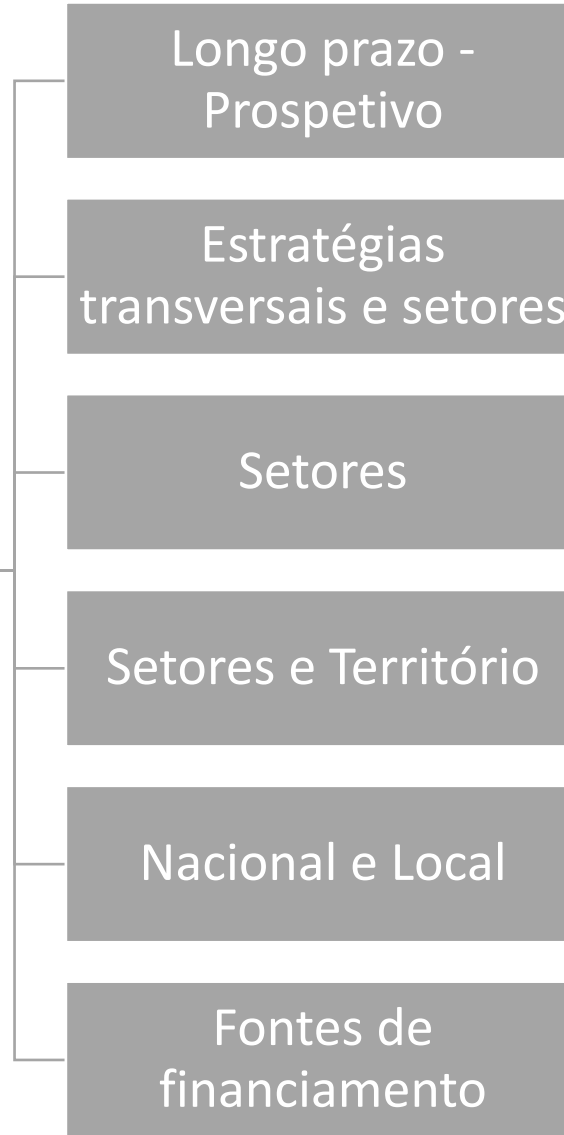 Longo prazo -
Prospetivo
Estratégias
transversais e setores
Setores
Setores e Território
Nacional e Local
Fontes de
financiamento